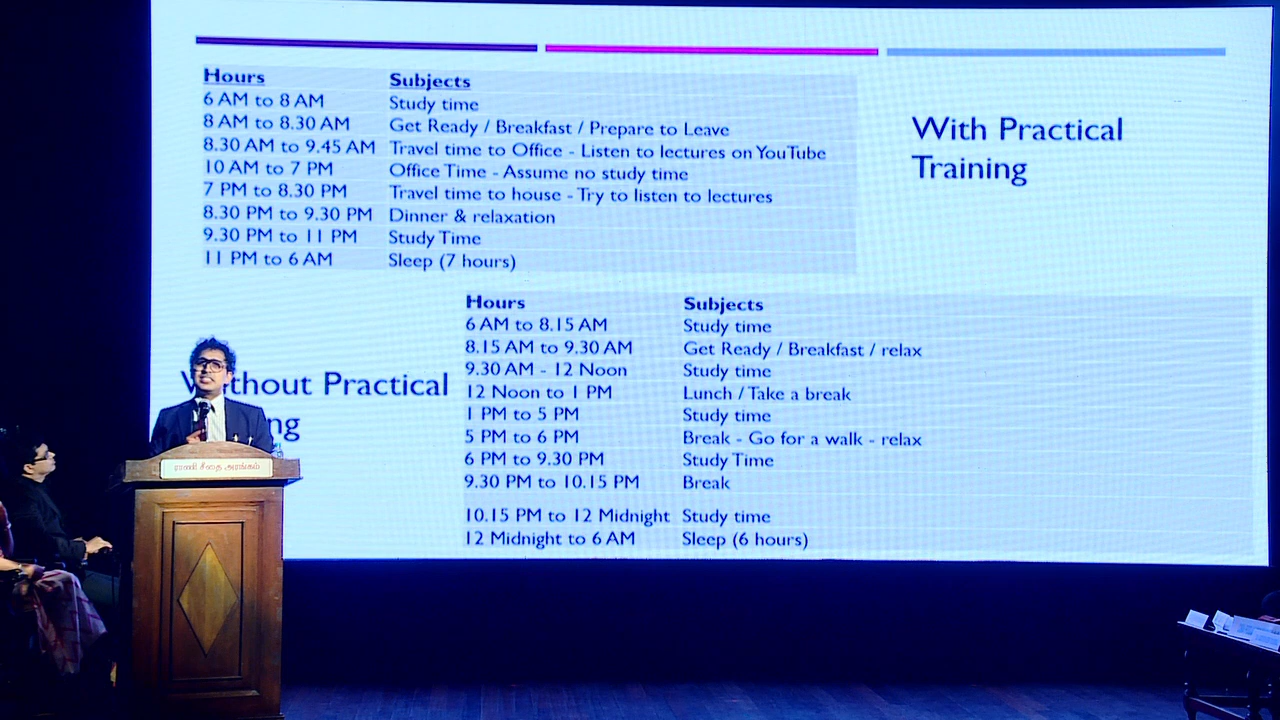 Hours Subjects
6 AM to 8 AM Study time
8 AM to 8.30 AM Get Ready / Breakfast / Prepare to Leave
8.30 AM to 9.45 AM Travel time to Office - Listen to lectures on YouTube
10 AM to 7 PM Office Time - Assume no study time
7 PM to 8.30 PM Travel time to house - Try to listen to lectures
8.30 PM to 9.30 PM Dinner & relaxation
9.30 PM to 11 PM Study Time
11 PM to 6 AM Sleep (7 hours)
With Practical
Training
Hours Subjects
6 AM to 8.15 AM Study time
8.15 AM to 9.30 AM Get Ready / Breakfast / relax
9.30 AM - 12 Noon Study time
12 Noon to 1 PM Lunch / Take a break
1 PM to 5 PM Study time
5 PM to 6 PM Break - Go for a walk - relax
6 PM to 9.30 PM Study Time
9.30 PM to 10.15 PM Break
10.15 PM to 12 Midnight Study time
12 Midnight to 6 AM Sleep (6 hours)
Without Practical
ராணி சீதை அரங்கம்